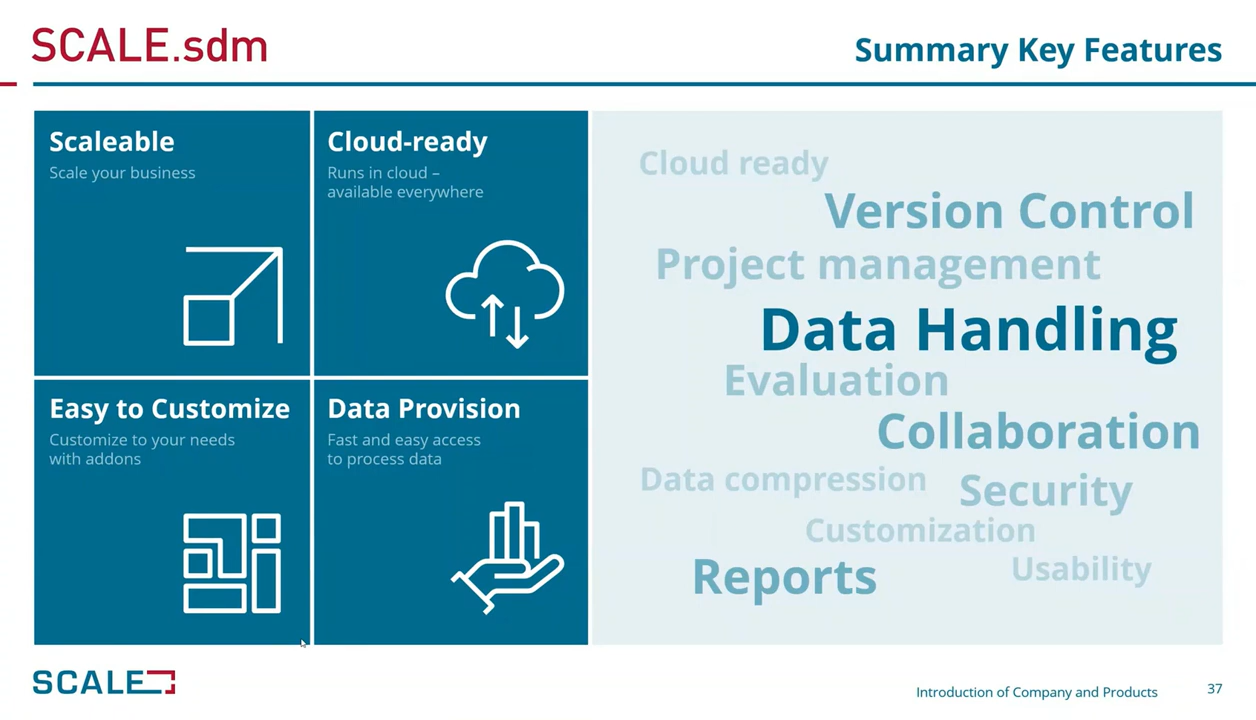 SCALE.sdm
Summary Key Features
Scaleable
Scale your business
Cloud-ready
Runs in cloud –
available everywhere
Easy to Customize
Customize to your needs
with addons
Data Provision
Fast and easy access
to process data
Cloud ready
Version Control
Project management
Data Handling
Evaluation
Collaboration
Data compression
Security
Customization
Usability
Reports
SCALE
Introduction of Company and Products
37